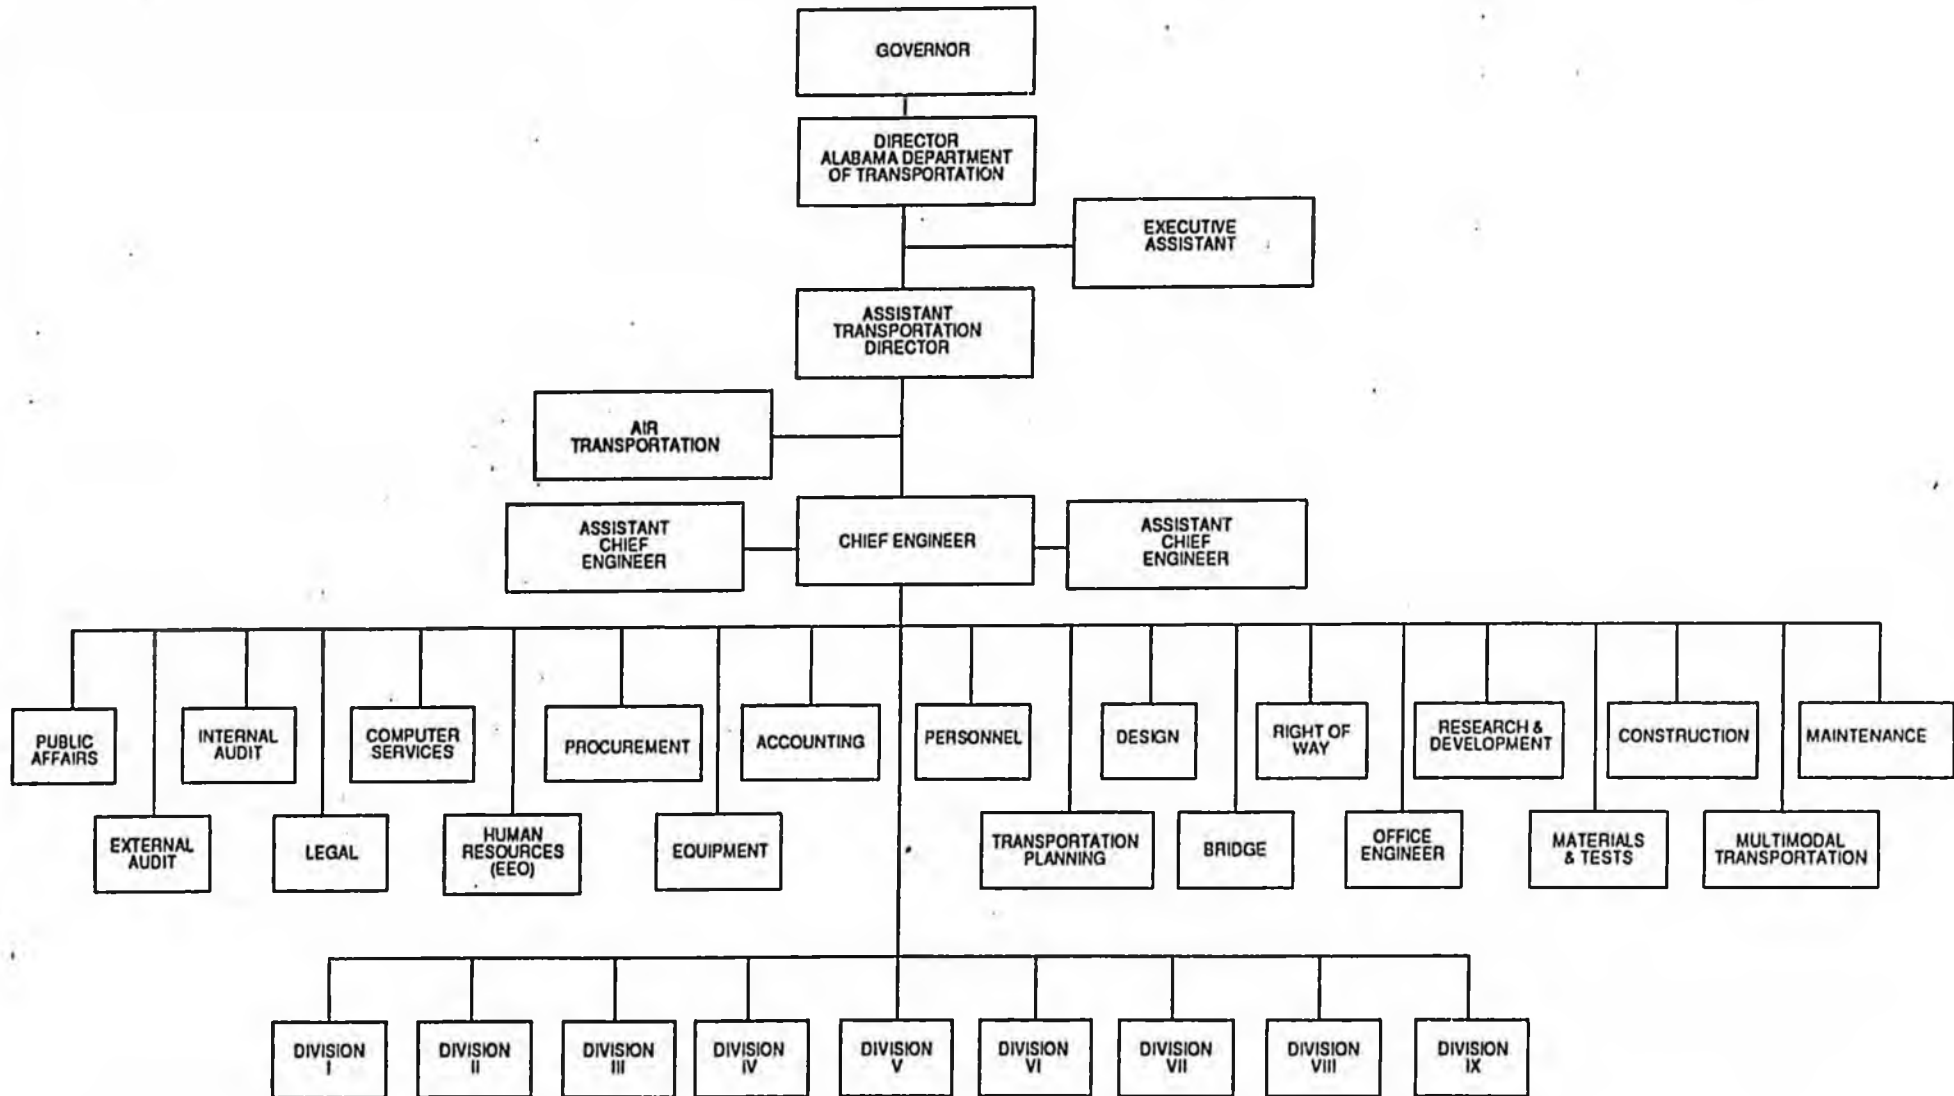 GOVERNOR
DIRECTOR
ALABAMA DEPARTMENT
OF TRANSPORTATION
EXECUTIVE
ASSISTANT
ASSISTANT
TRANSPORTATION
DIRECTOR
AIR
TRANSPORTATION
ASSISTANT
CHIEF
ENGINEER
CHIEF ENGINEER
ASSISTANT
CHIEF
ENGINEER
PUBLIC
AFFAIRS
INTERNAL
AUDIT
COMPUTER
SERVICES
PROCUREMENT
ACCOUNTING
PERSONNEL
DESIGN
RIGHT OF
WAY
RESEARCH &
DEVELOPMENT
CONSTRUCTION
MAINTENANCE
EXTERNAL
AUDIT
LEGAL
HUMAN
RESOURCES
(EEO)
EQUIPMENT
TRANSPORTATION
PLANNING
BRIDGE
OFFICE
ENGINEER
MATERIALS
& TESTS
MULTIMODAL
TRANSPORTATION
DIVISION
I
DIVISION
II
DIVISION
III
DIVISION
IV
DIVISION
V
DIVISION
VI
DIVISION
VII
DIVISION
VIII
DIVISION
IX